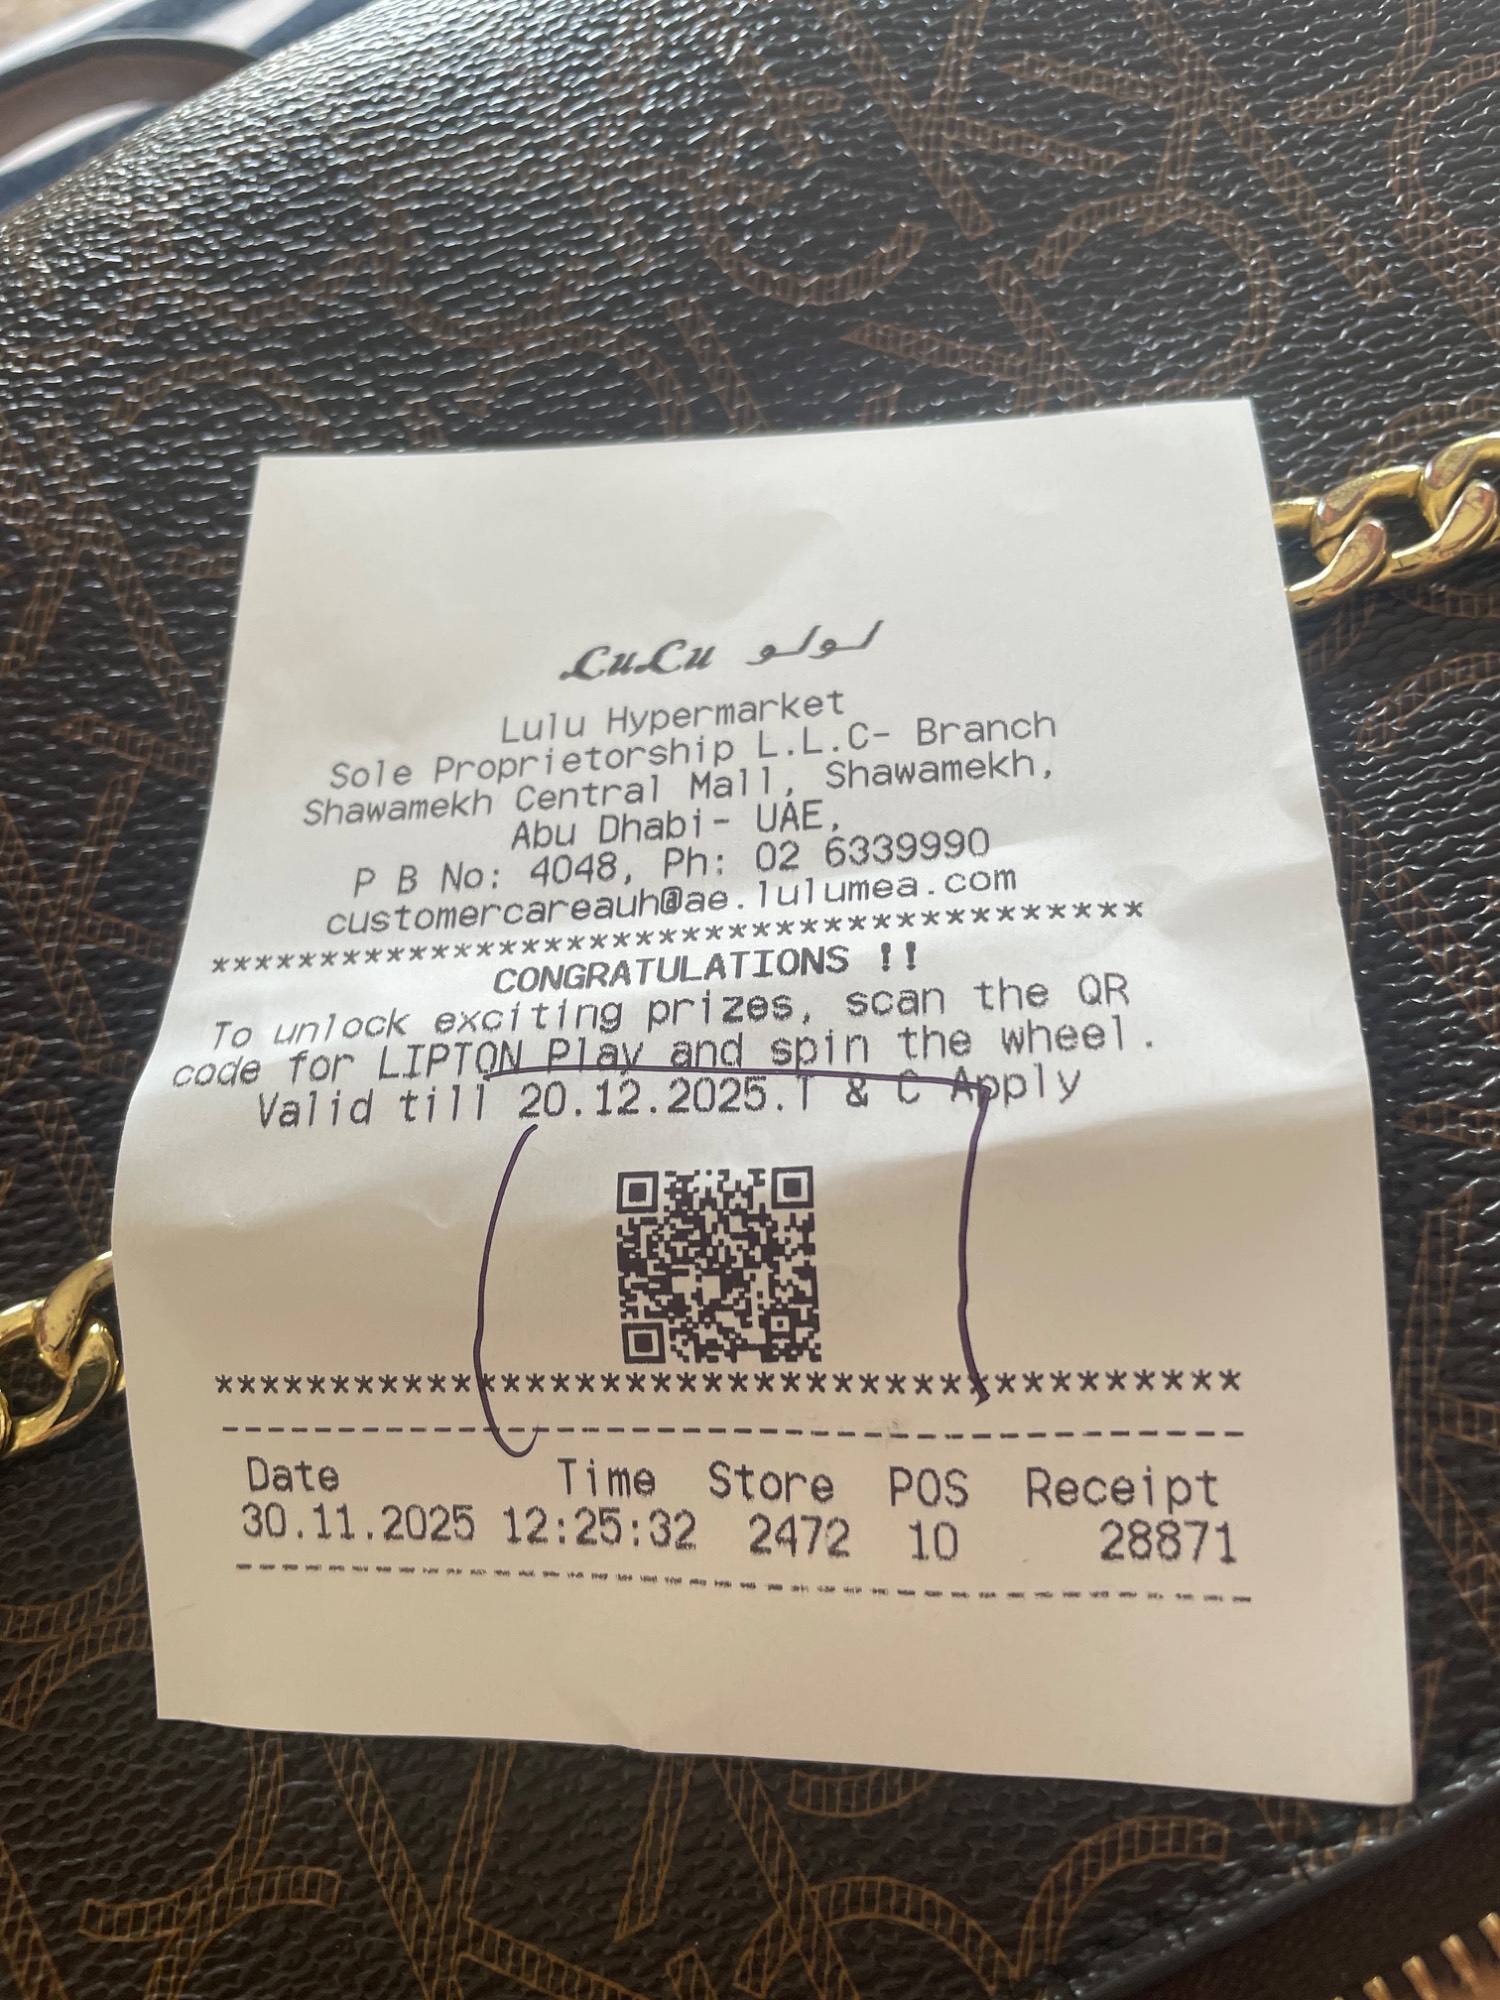 LuLu لولو
Lulu Hypermarket
Sole Proprietorship L.L.C- Branch
Shawamekh Central Mall, Shawamekh,
Abu Dhabi- UAE,
P B No: 4048, Ph: 02 6339990
customercareauh@ae.lulumea.com
************************************
CONGRATULATIONS !!
To unlock exciting prizes, scan the QR
code for LIPTON Play and spin the wheel.
Valid till 20.12.2025.T & C Apply
******************************************
------------------------------------------
Date Time Store POS Receipt
30.11.2025 12:25:32 2472 10 28871
------------------------------------------